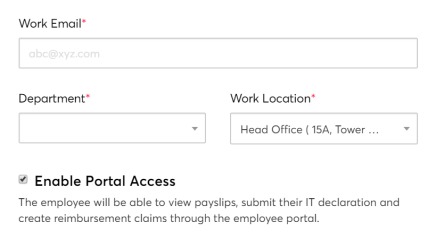 Work Email*
abc@xyz.com
Department* Work Location*
Head Office ( 15A, Tower ...
Enable Portal Access
The employee will be able to view payslips, submit their IT declaration and
create reimbursement claims through the employee portal.